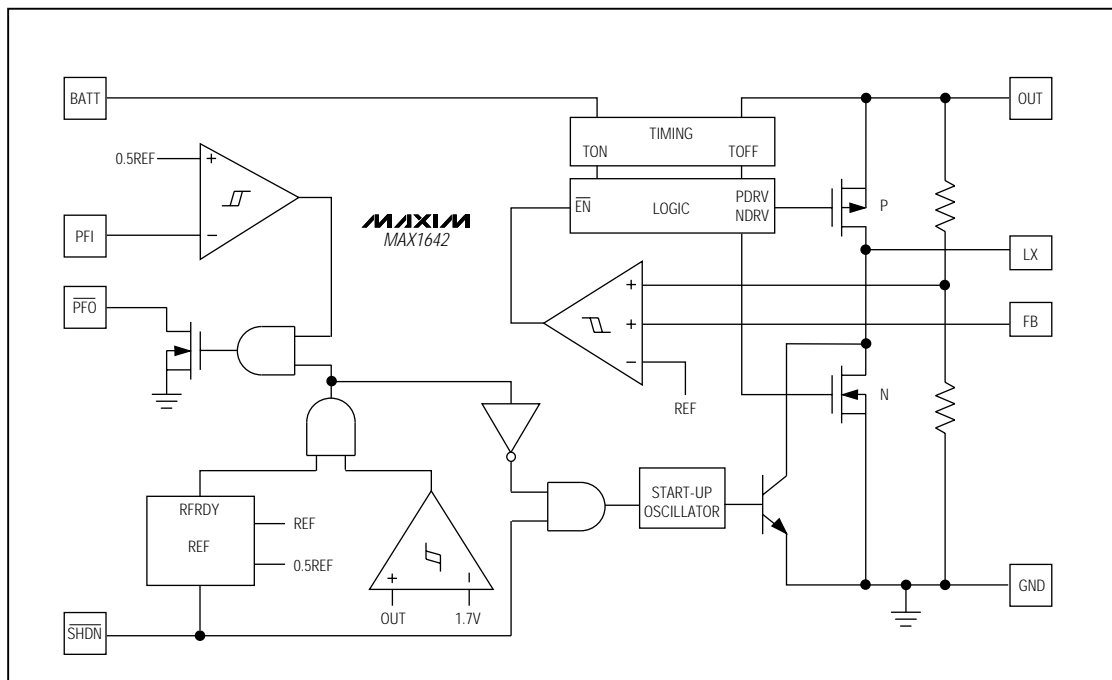 BATT
OUT
TIMING
TON TOFF
0.5REF
+
PDRV
EN LOGIC
NDRV
P
MAXIM
MAX1642
PFI
−
LX
+
PFO
+
FB
−
REF
N
RFRDY
START-UP
OSCILLATOR
REF
REF
0.5REF
+ −
GND
OUT 1.7V
SHDN